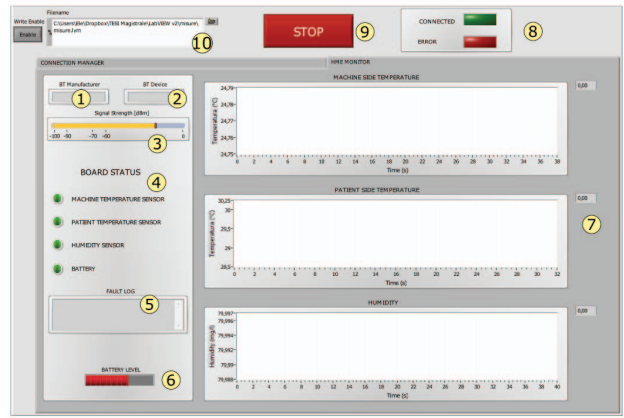 Filename
Write Enable
C:\Users\Ele\Dropbox\TESI Magistrale\LabVIEW v2\misure\
misure.lvm
Enable
10
STOP
9
CONNECTED
ERROR
8
CONNECTION MANAGER
HME MONITOR
BT Manufacturer
BT Device
1
2
Signal Strength [dBm]
-100 -90 -70 -60 0
3
BOARD STATUS
4
MACHINE TEMPERATURE SENSOR
PATIENT TEMPERATURE SENSOR
HUMIDITY SENSOR
BATTERY
FAULT LOG
5
BATTERY LEVEL
6
MACHINE SIDE TEMPERATURE
0,00
Temperatura (°C)
24,79
24,78
24,77
24,76
24,75
0 2 4 6 8 10 12 14 16 18 20 22 24 26 28 30 32 34 36 38
Time (s)
PATIENT SIDE TEMPERATURE
0,00
7
Temperatura (°C)
30,25
30
29,5
29
28,5
0 2 4 6 8 10 12 14 16 18 20 22 24 26 28 30 32
Time (s)
HUMIDITY
0,00
Humidity (mg/l)
79,997
79,996
79,994
79,992
79,99
79,988
0 2 4 6 8 10 12 14 16 18 20 22 24 26 28 30 32 34 36 38 40
Time (s)